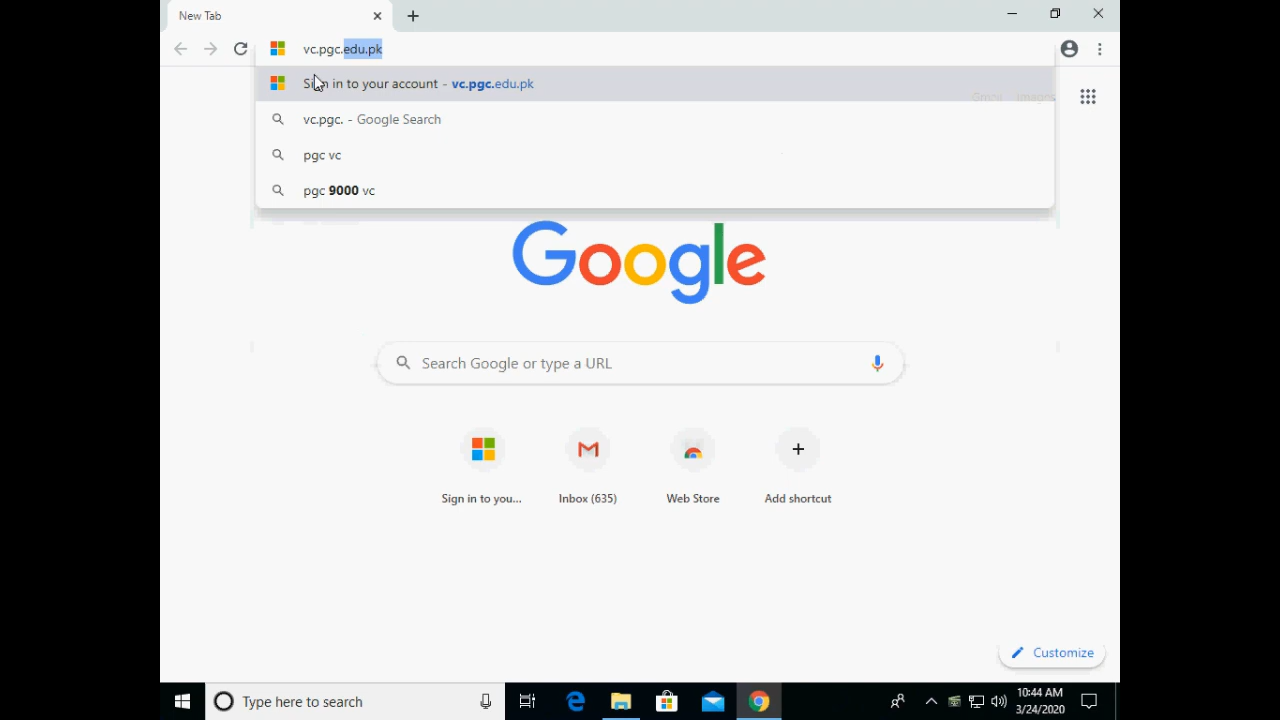 New Tab
vc.pgc.edu.pk
Sign in to your account - vc.pgc.edu.pk
Gmail Images
vc.pgc. - Google Search
pgc vc
pgc 9000 vc
Google
Search Google or type a URL
Sign in to you...
Inbox (635)
Web Store
Add shortcut
Customize
Type here to search
10:44 AM
3/24/2020